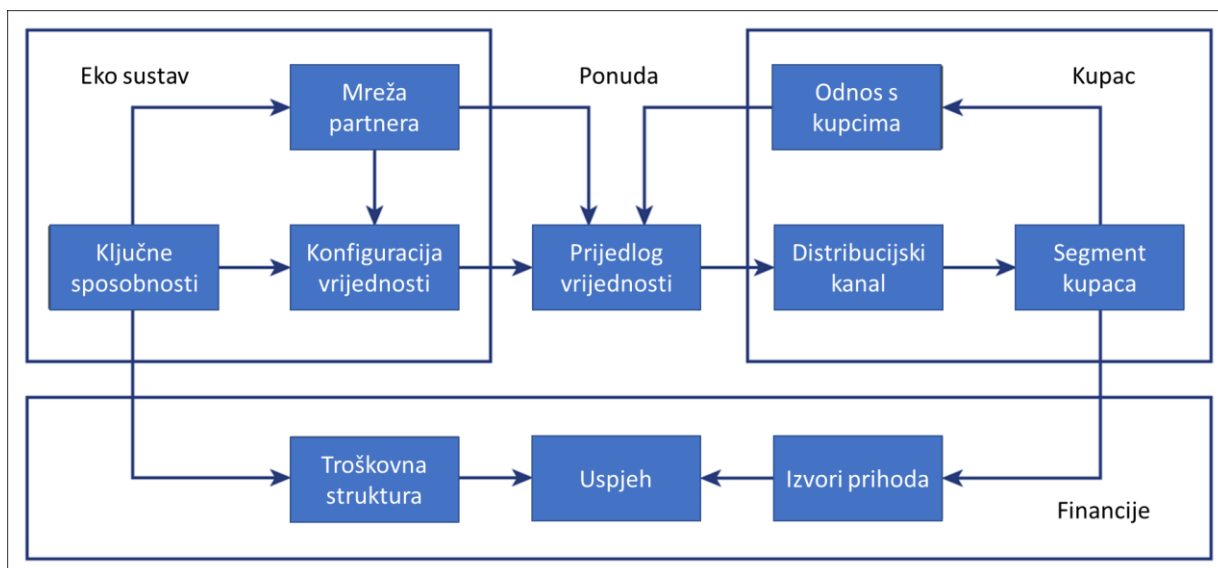 Eko sustav
Mreža
partnera
Ponuda
Odnos s
kupcima
Kupac
Ključne
sposobnosti
Konfiguracija
vrijednosti
Prijedlog
vrijednosti
Distribucijski
kanal
Segment
kupaca
Troškovna
struktura
Uspjeh
Izvori prihoda
Financije